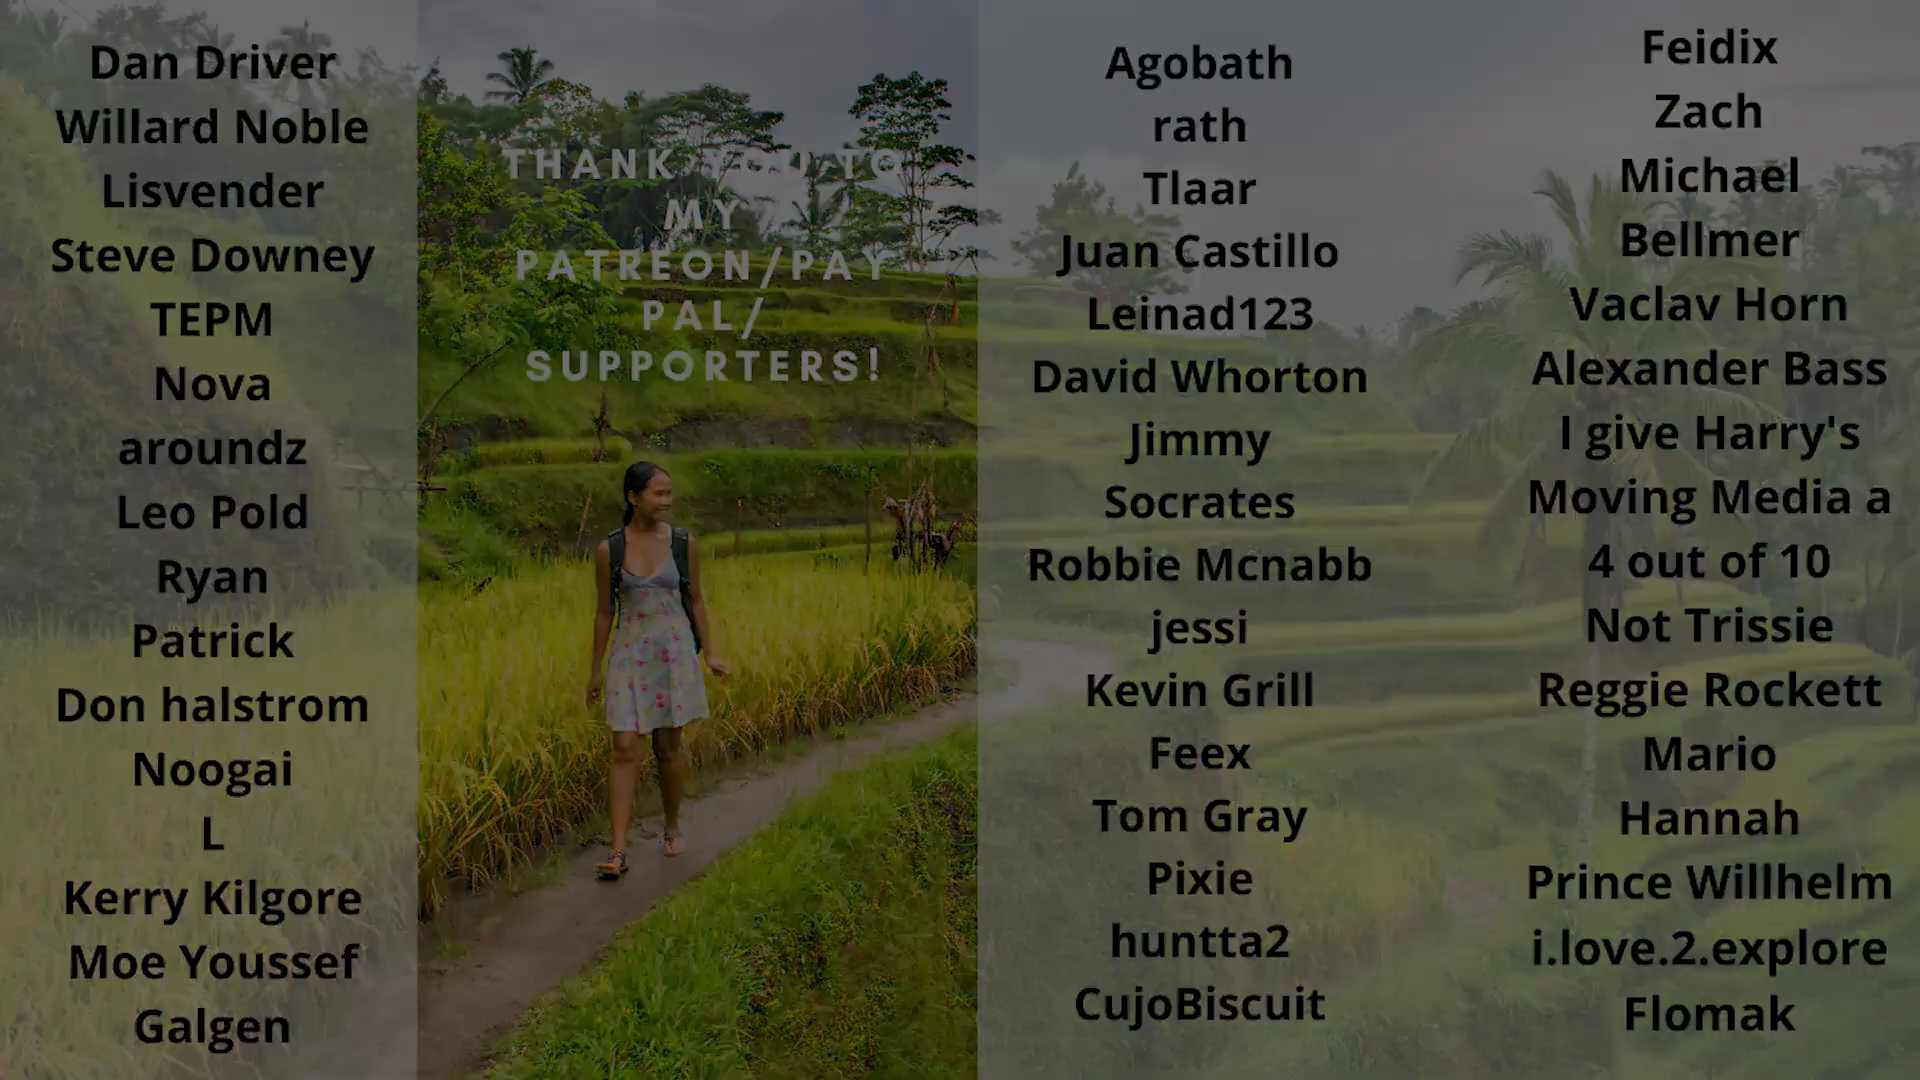 Dan Driver
Willard Noble
Lisvender
Steve Downey
TEPM
Nova
aroundz
Leo Pold
Ryan
Patrick
Don halstrom
Noogai
L
Kerry Kilgore
Moe Youssef
Galgen
THANK YOU TO
MY
PATREON/PAY
PAL/
SUPPORTERS!
Agobath
rath
Tlaar
Juan Castillo
Leinad123
David Whorton
Jimmy
Socrates
Robbie Mcnabb
jessi
Kevin Grill
Feex
Tom Gray
Pixie
huntta2
CujoBiscuit
Feidix
Zach
Michael
Bellmer
Vaclav Horn
Alexander Bass
I give Harry's
Moving Media a
4 out of 10
Not Trissie
Reggie Rockett
Mario
Hannah
Prince Willhelm
i.love.2.explore
Flomak